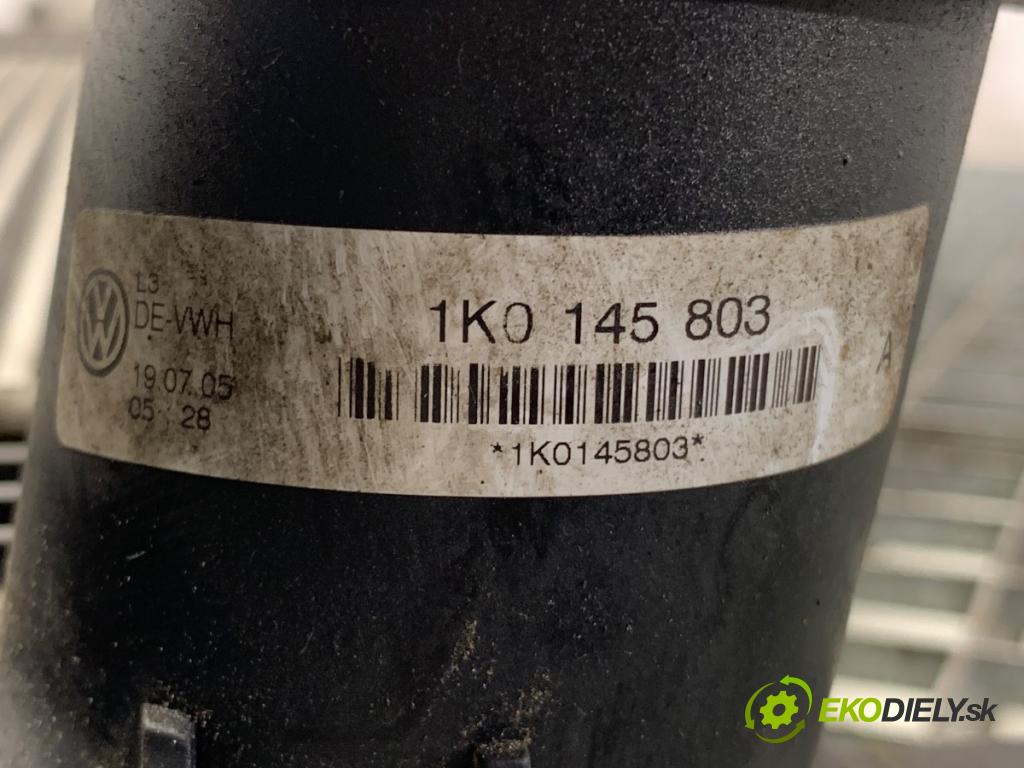 L3
DE-VWH
19.07.05
05 : 28
1K0 145 803
*1K0145803*
A
EKODIELY.sk